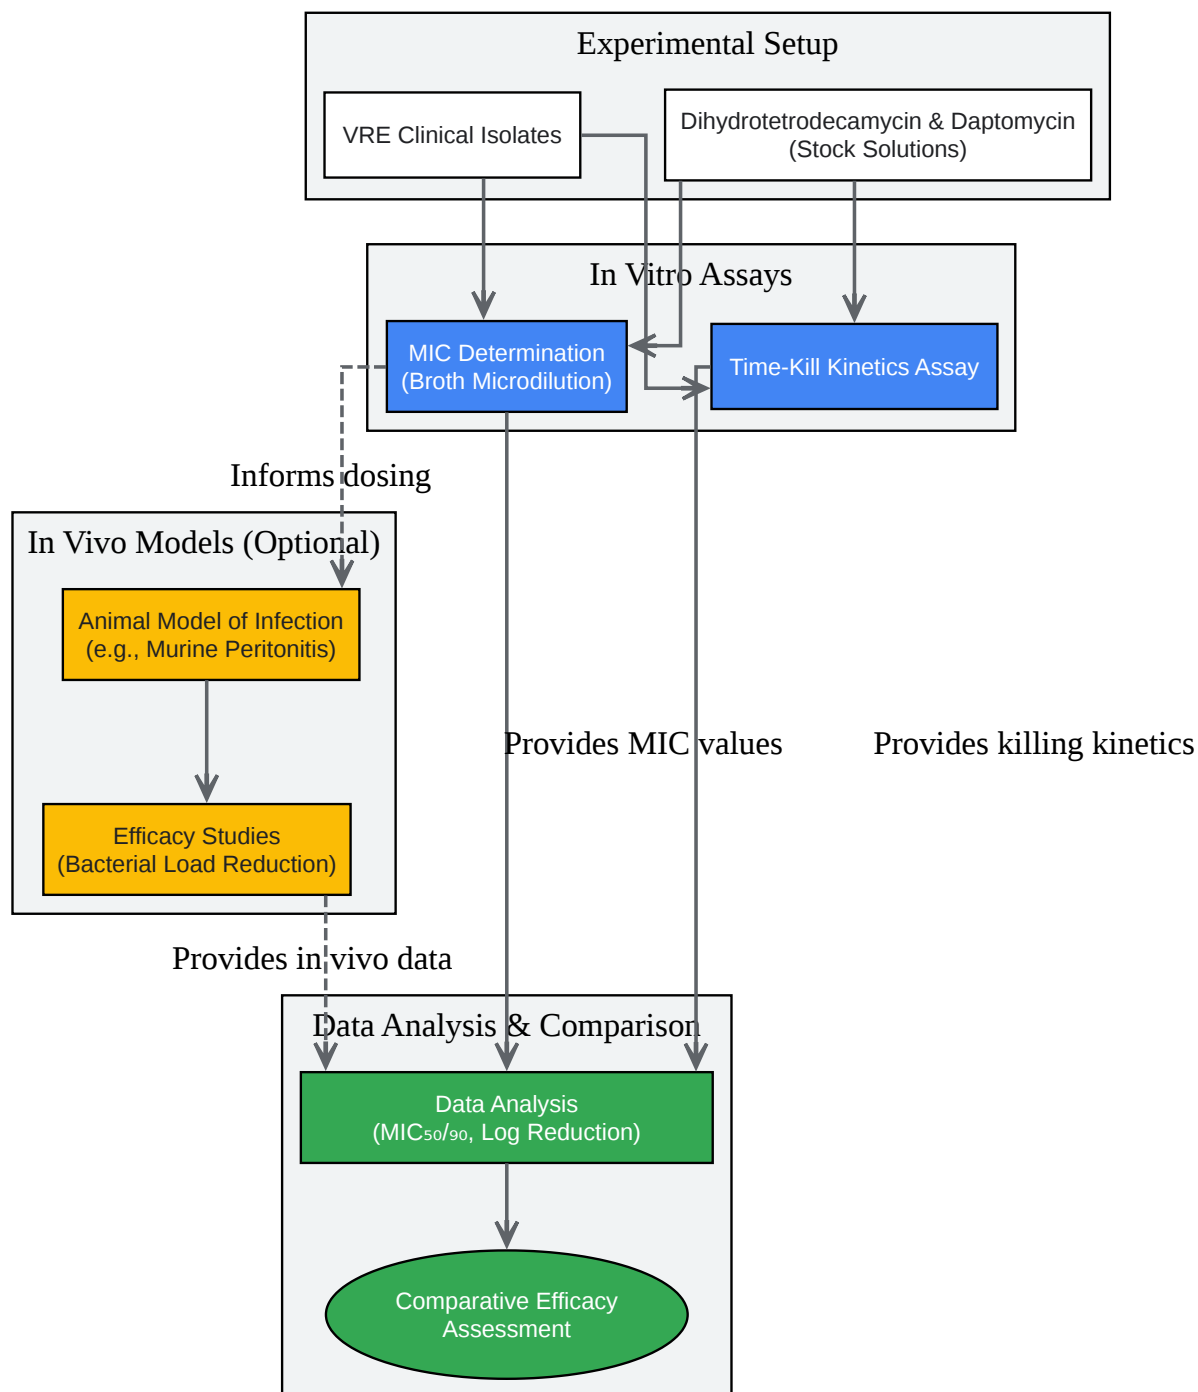 Experimental Setup
VRE Clinical Isolates
Dihydrotetrodecamycin & Daptomycin
(Stock Solutions)
In Vitro Assays
MIC Determination
(Broth Microdilution)
Time-Kill Kinetics Assay
Informs dosing
In Vivo Models (Optional)
Animal Model of Infection
(e.g., Murine Peritonitis)
Provides MIC values
Provides killing kinetics
Efficacy Studies
(Bacterial Load Reduction)
Provides in vivo data
Data Analysis & Comparison
Data Analysis
(MIC₅₀/₉₀, Log Reduction)
Comparative Efficacy
Assessment